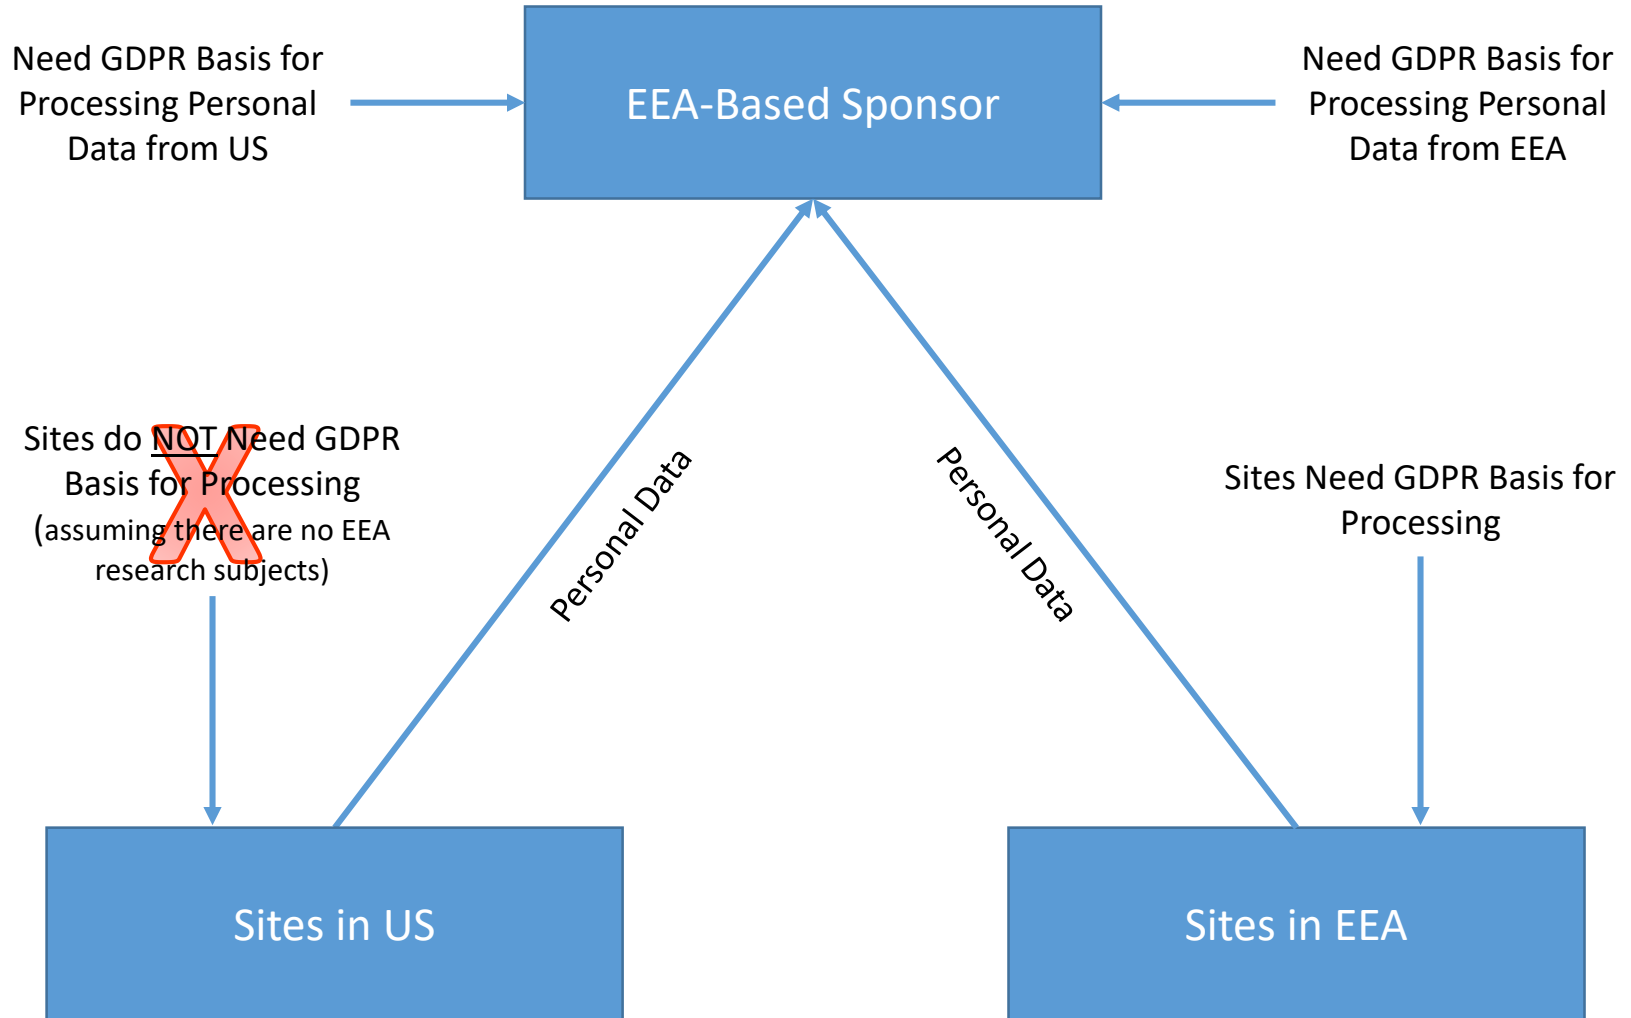 Need GDPR Basis for
Processing Personal
Data from US
EEA-Based Sponsor
Need GDPR Basis for
Processing Personal
Data from EEA
Sites do NOT Need GDPR
Basis for Processing
(assuming there are no EEA
research subjects)
X
Personal Data
Personal Data
Sites Need GDPR Basis for
Processing
Sites in US
Sites in EEA